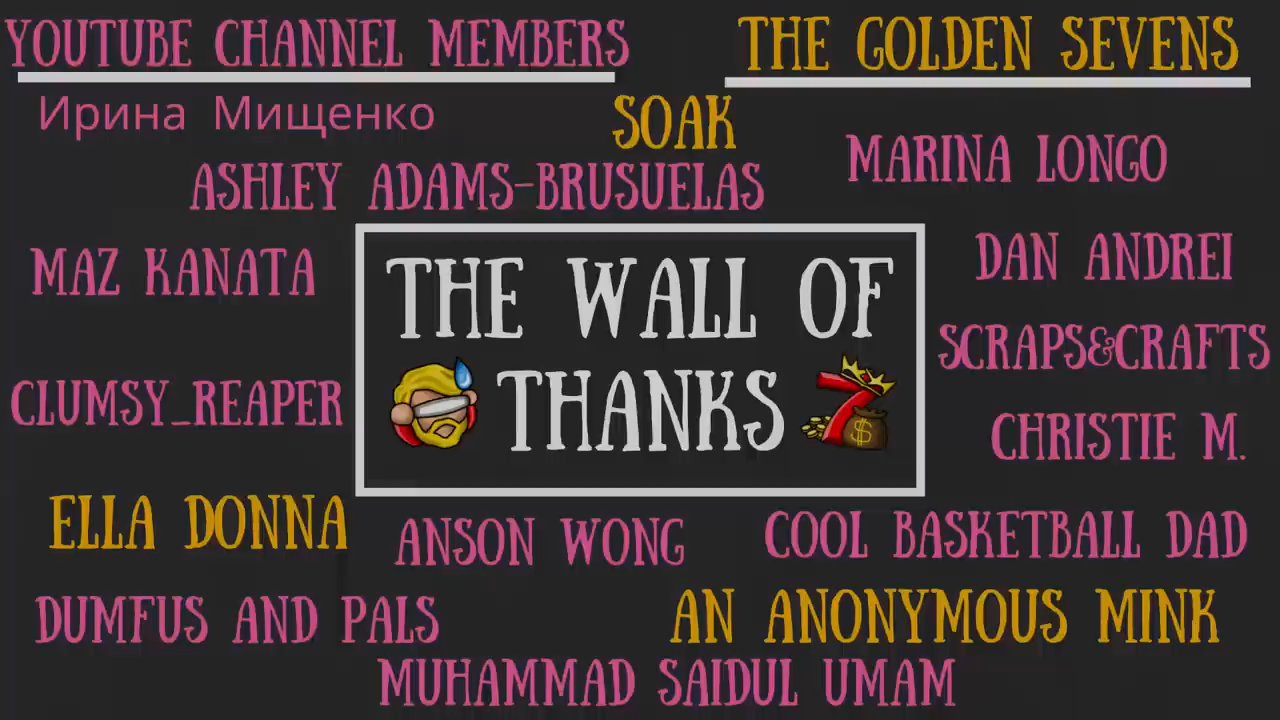 YOUTUBE CHANNEL MEMBERS
THE GOLDEN SEVENS
Ирина Мищенко
SOAK
MARINA LONGO
ASHLEY ADAMS-BRUSUELAS
MAZ KANATA
DAN ANDREI
THE WALL OF
THANKS
SCRAPS&CRAFTS
CLUMSY_REAPER
CHRISTIE M.
ELLA DONNA
ANSON WONG
COOL BASKETBALL DAD
DUMFUS AND PALS
AN ANONYMOUS MINK
MUHAMMAD SAIDUL UMAM